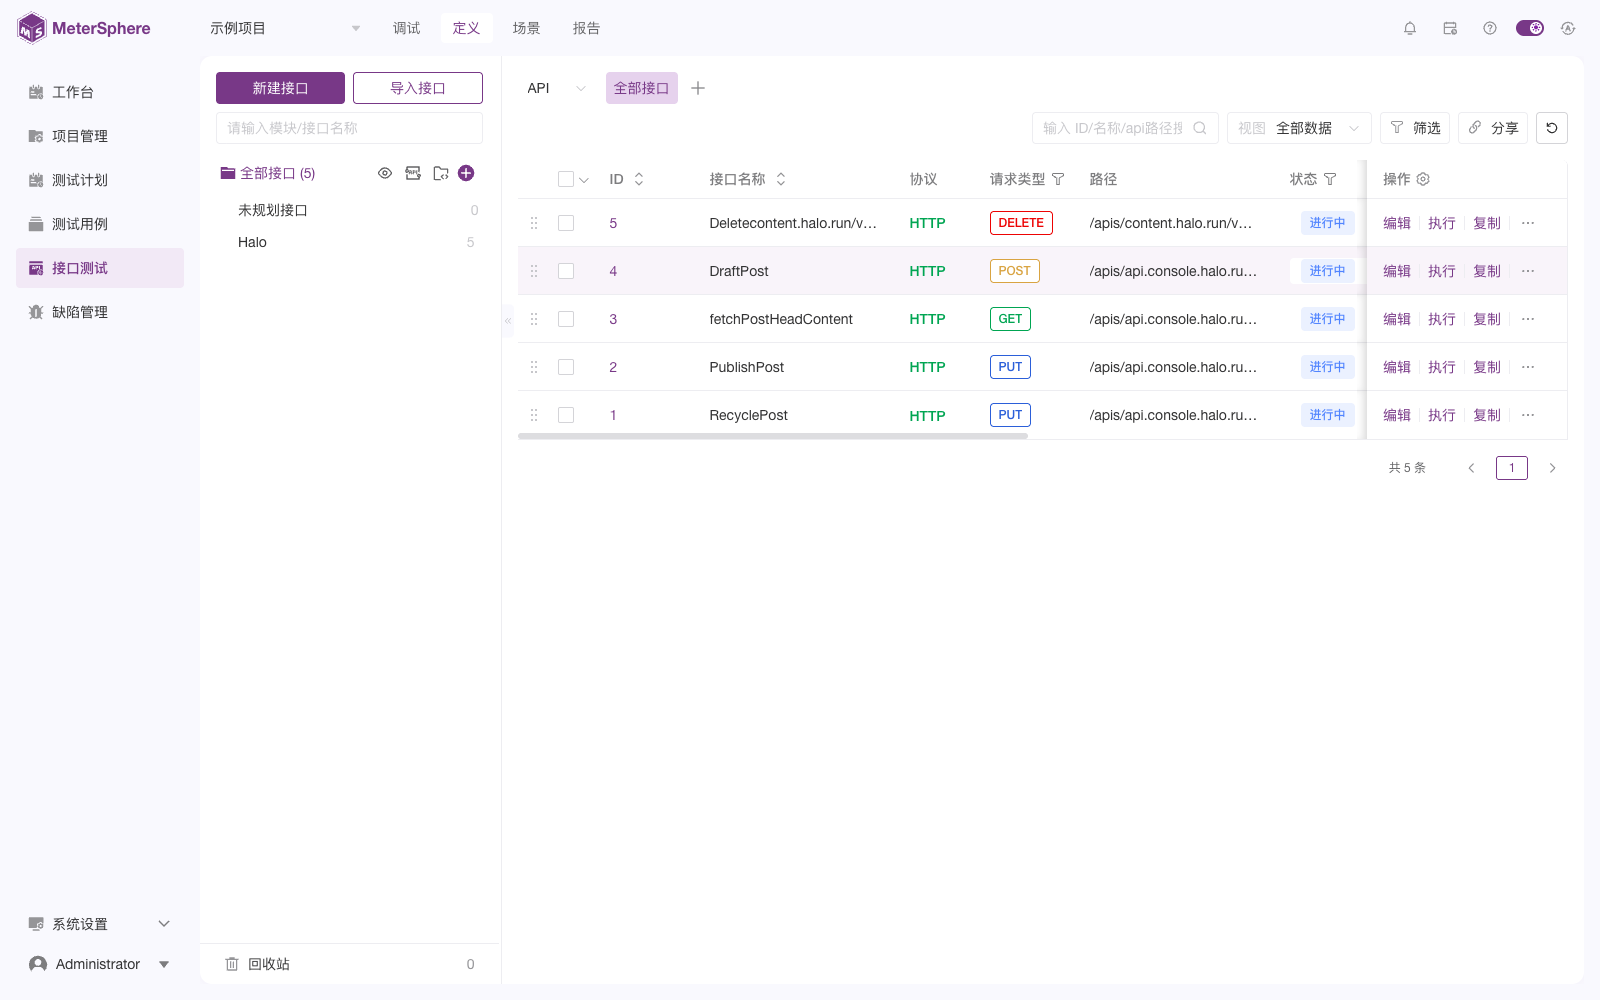 MeterSphere
示例项目
调试
定义
场景
报告
工作台
项目管理
测试计划
测试用例
接口测试
缺陷管理
系统设置
Administrator
新建接口
导入接口
请输入模块/接口名称
全部接口 (5)
未规划接口 0
Halo 5
回收站 0
API
全部接口
输入 ID/名称/api路径搜
视图 全部数据
筛选
分享
ID 接口名称 协议 请求类型 路径 状态 操作
5 Deletecontent.halo.run/v... HTTP DELETE /apis/content.halo.run/v... 进行中 编辑 执行 复制 ...
4 DraftPost HTTP POST /apis/api.console.halo.ru... 进行中 编辑 执行 复制 ...
3 fetchPostHeadContent HTTP GET /apis/api.console.halo.ru... 进行中 编辑 执行 复制 ...
2 PublishPost HTTP PUT /apis/api.console.halo.ru... 进行中 编辑 执行 复制 ...
1 RecyclePost HTTP PUT /apis/api.console.halo.ru... 进行中 编辑 执行 复制 ...
共 5 条
1